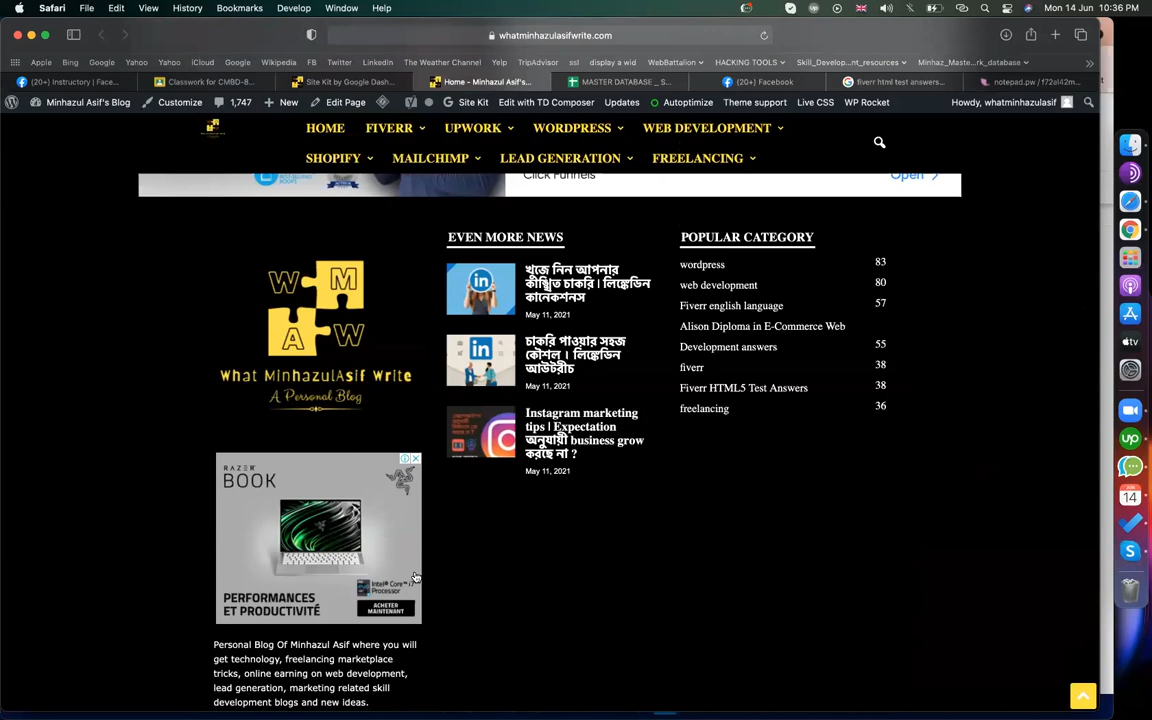 Safari File Edit View History Bookmarks Develop Window Help
Mon 14 Jun 10:36 PM
whatminhazulasifwrite.com
Apple Bing Google Yahoo Yahoo iCloud Google Wikipedia FB Twitter LinkedIn The Weather Channel Yelp TripAdvisor ssl display a wid WebBattalion HACKING TOOLS Skill_Develop...nt_resources Minhaz_Maste...rk_database
(20+) Instructory | Face... Classwork for CMBD-8... Site Kit by Google Dash... Home - Minhazul Asif's... MASTER DATABASE _ S... (20+) Facebook fiverr html test answers... notepad.pw / f72al42m...
Minhazul Asif's Blog Customize 1,747 New Edit Page Site Kit Edit with TD Composer Updates Autoptimize Theme support Live CSS WP Rocket Howdy, whatminhazulasif
HOME FIVERR UPWORK WORDPRESS WEB DEVELOPMENT
SHOPIFY MAILCHIMP LEAD GENERATION FREELANCING
Click Funnels Open
W M
A W
What MinhazulAsif Write
A Personal Blog
EVEN MORE NEWS
খুজে নিন আপনার
কাঁঙ্খিত চাকরি । লিঙ্কেডিন
কানেকশনস
May 11, 2021
চাকরি পাওয়ার সহজ
কৌশল । লিঙ্কেডিন
আউটরীচ
May 11, 2021
Instagram marketing
tips | Expectation
অনুযায়ী business grow
করছে না ?
May 11, 2021
POPULAR CATEGORY
wordpress 83
web development 80
Fiverr english language 57
Alison Diploma in E-Commerce Web
Development answers 55
fiverr 38
Fiverr HTML5 Test Answers 38
freelancing 36
RAZER
BOOK
Intel® Core™ i7
Processor
PERFORMANCES
ET PRODUCTIVITÉ
ACHETER
MAINTENANT
Personal Blog Of Minhazul Asif where you will
get technology, freelancing marketplace
tricks, online earning on web development,
lead generation, marketing related skill
development blogs and new ideas.